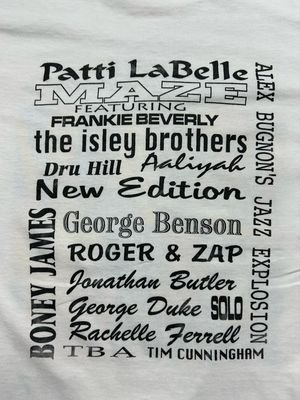 Patti LaBelle
MAZE
FEATURING
FRANKIE BEVERLY
the isley brothers
Dru Hill Aaliyah
New Edition
George Benson
ROGER & ZAP
Jonathan Butler
George Duke SOLO
Rachelle Ferrell
TBA TIM CUNNINGHAM
BONEY JAMES
ALEX BUGNON'S JAZZ EXPLOSION